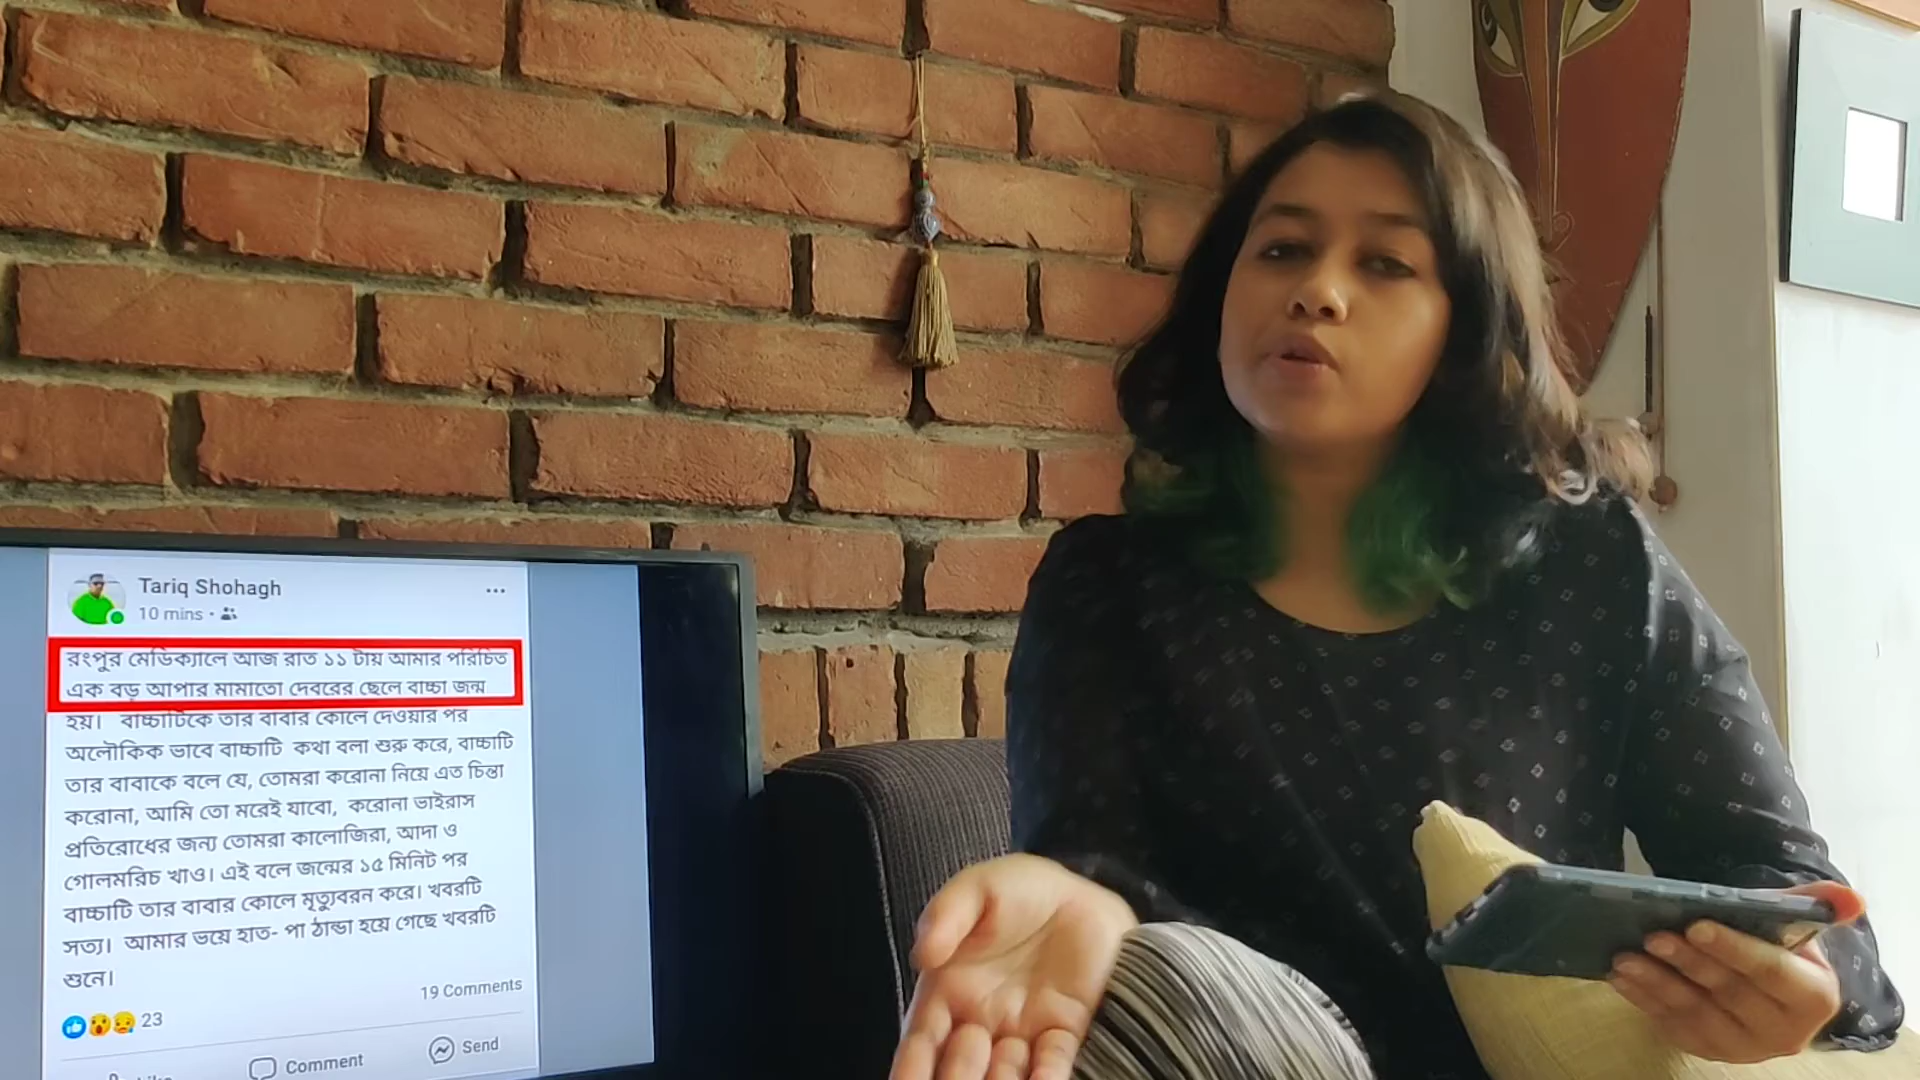 Tariq Shohagh
10 mins
রংপুর মেডিক্যালে আজ রাত ১১ টায় আমার পরিচিত
এক বড় আপার মামাতো দেবরের ছেলে বাচ্চা জন্ম
হয়। বাচ্চাটিকে তার বাবার কোলে দেওয়ার পর
অলৌকিক ভাবে বাচ্চাটি কথা বলা শুরু করে, বাচ্চাটি
তার বাবাকে বলে যে, তোমরা করোনা নিয়ে এত চিন্তা
করোনা, আমি তো মরেই যাবো, করোনা ভাইরাস
প্রতিরোধের জন্য তোমরা কালোজিরা, আদা ও
গোলমরিচ খাও। এই বলে জন্মের ১৫ মিনিট পর
বাচ্চাটি তার বাবার কোলে মৃত্যুবরন করে। খবরটি
সত্য। আমার ভয়ে হাত- পা ঠান্ডা হয়ে গেছে খবরটি
শুনে।
19 Comments
23
Comment
Send